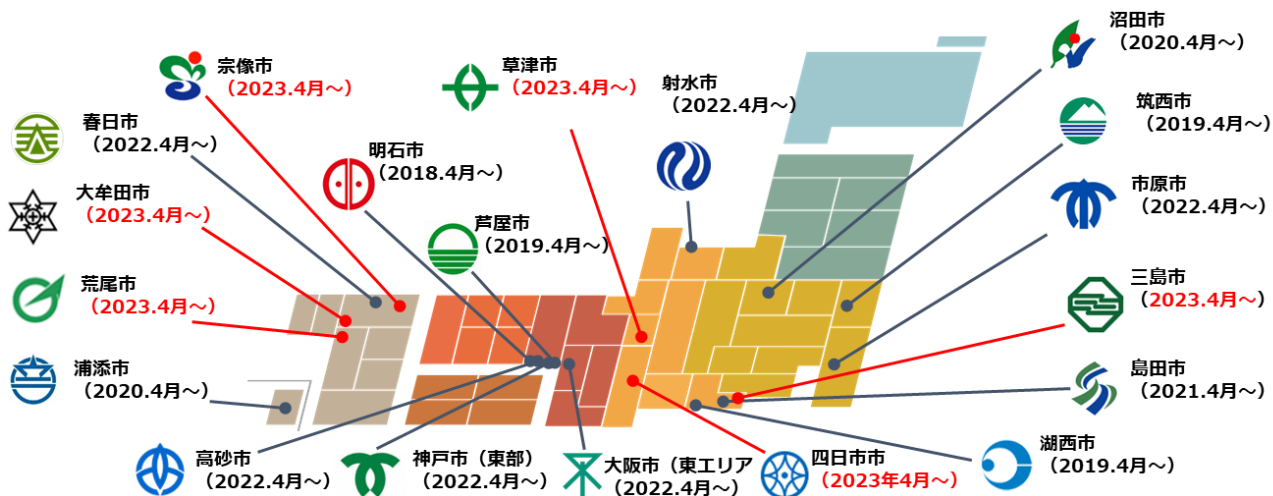 沼田市
（2020.4月～）
宗像市
（2023.4月～）
草津市
（2023.4月～）
射水市
（2022.4月～）
筑西市
（2019.4月～）
春日市
（2022.4月～）
明石市
（2018.4月～）
大牟田市
（2023.4月～）
市原市
（2022.4月～）
芦屋市
（2019.4月～）
荒尾市
（2023.4月～）
三島市
（2023.4月～）
浦添市
（2020.4月～）
島田市
（2021.4月～）
高砂市
（2022.4月～）
神戸市（東部）
（2022.4月～）
大阪市（東エリア
（2022.4月～）
四日市市
（2023年4月～）
湖西市
（2019.4月～）